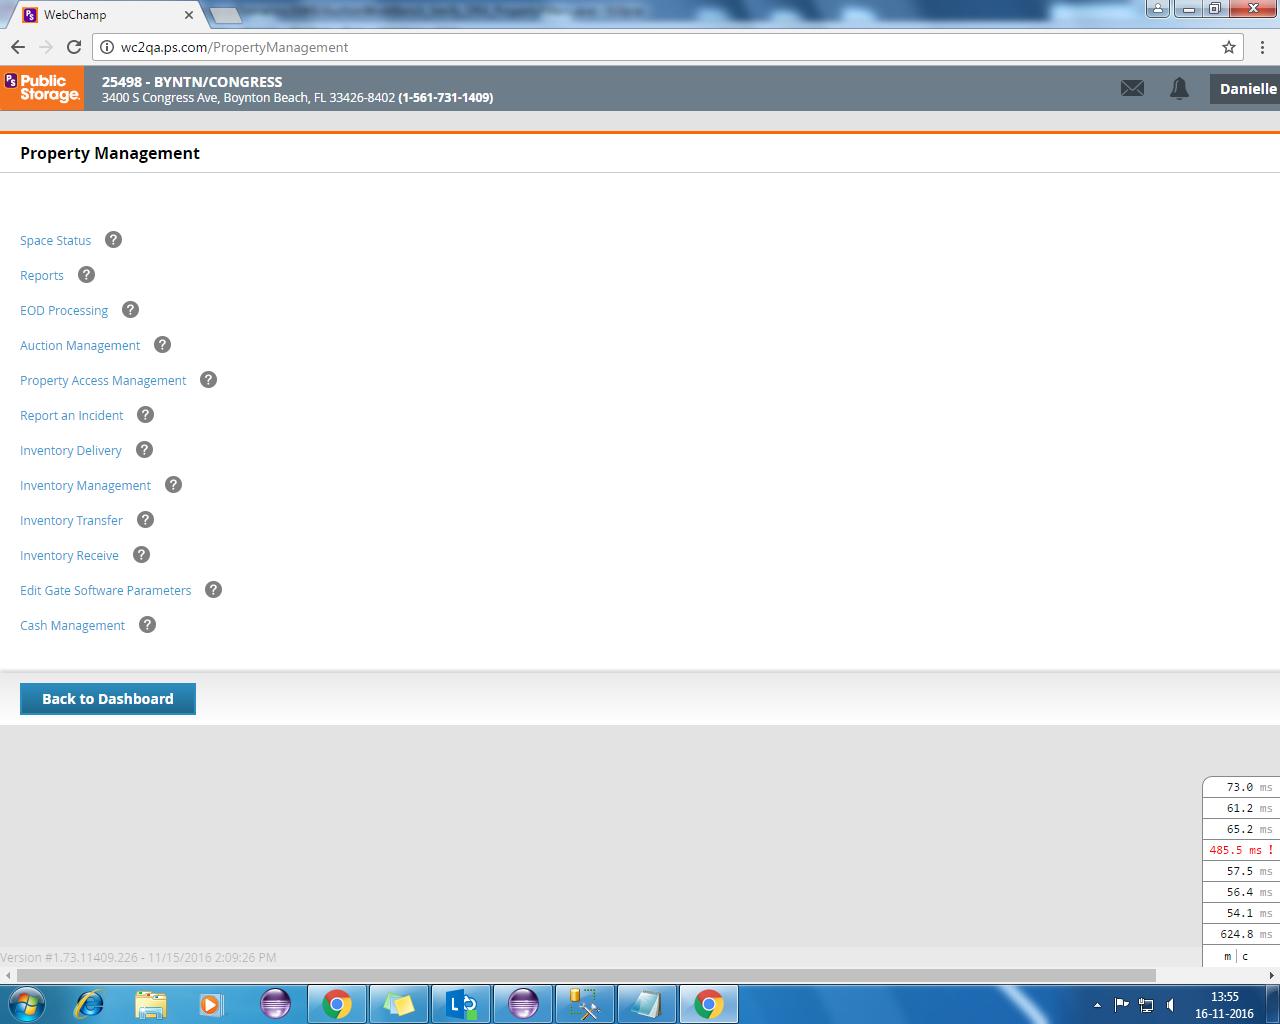 WebChamp
wc2qa.ps.com/PropertyManagement
PS Public Storage.
25498 - BYNTN/CONGRESS
3400 S Congress Ave, Boynton Beach, FL 33426-8402 (1-561-731-1409)
Danielle
Property Management
Space Status ?
Reports ?
EOD Processing ?
Auction Management ?
Property Access Management ?
Report an Incident ?
Inventory Delivery ?
Inventory Management ?
Inventory Transfer ?
Inventory Receive ?
Edit Gate Software Parameters ?
Cash Management ?
Back to Dashboard
73.0 ms
61.2 ms
65.2 ms
485.5 ms !
57.5 ms
56.4 ms
54.1 ms
624.8 ms
m | c
Version #1.73.11409.226 - 11/15/2016 2:09:26 PM
13:55
16-11-2016